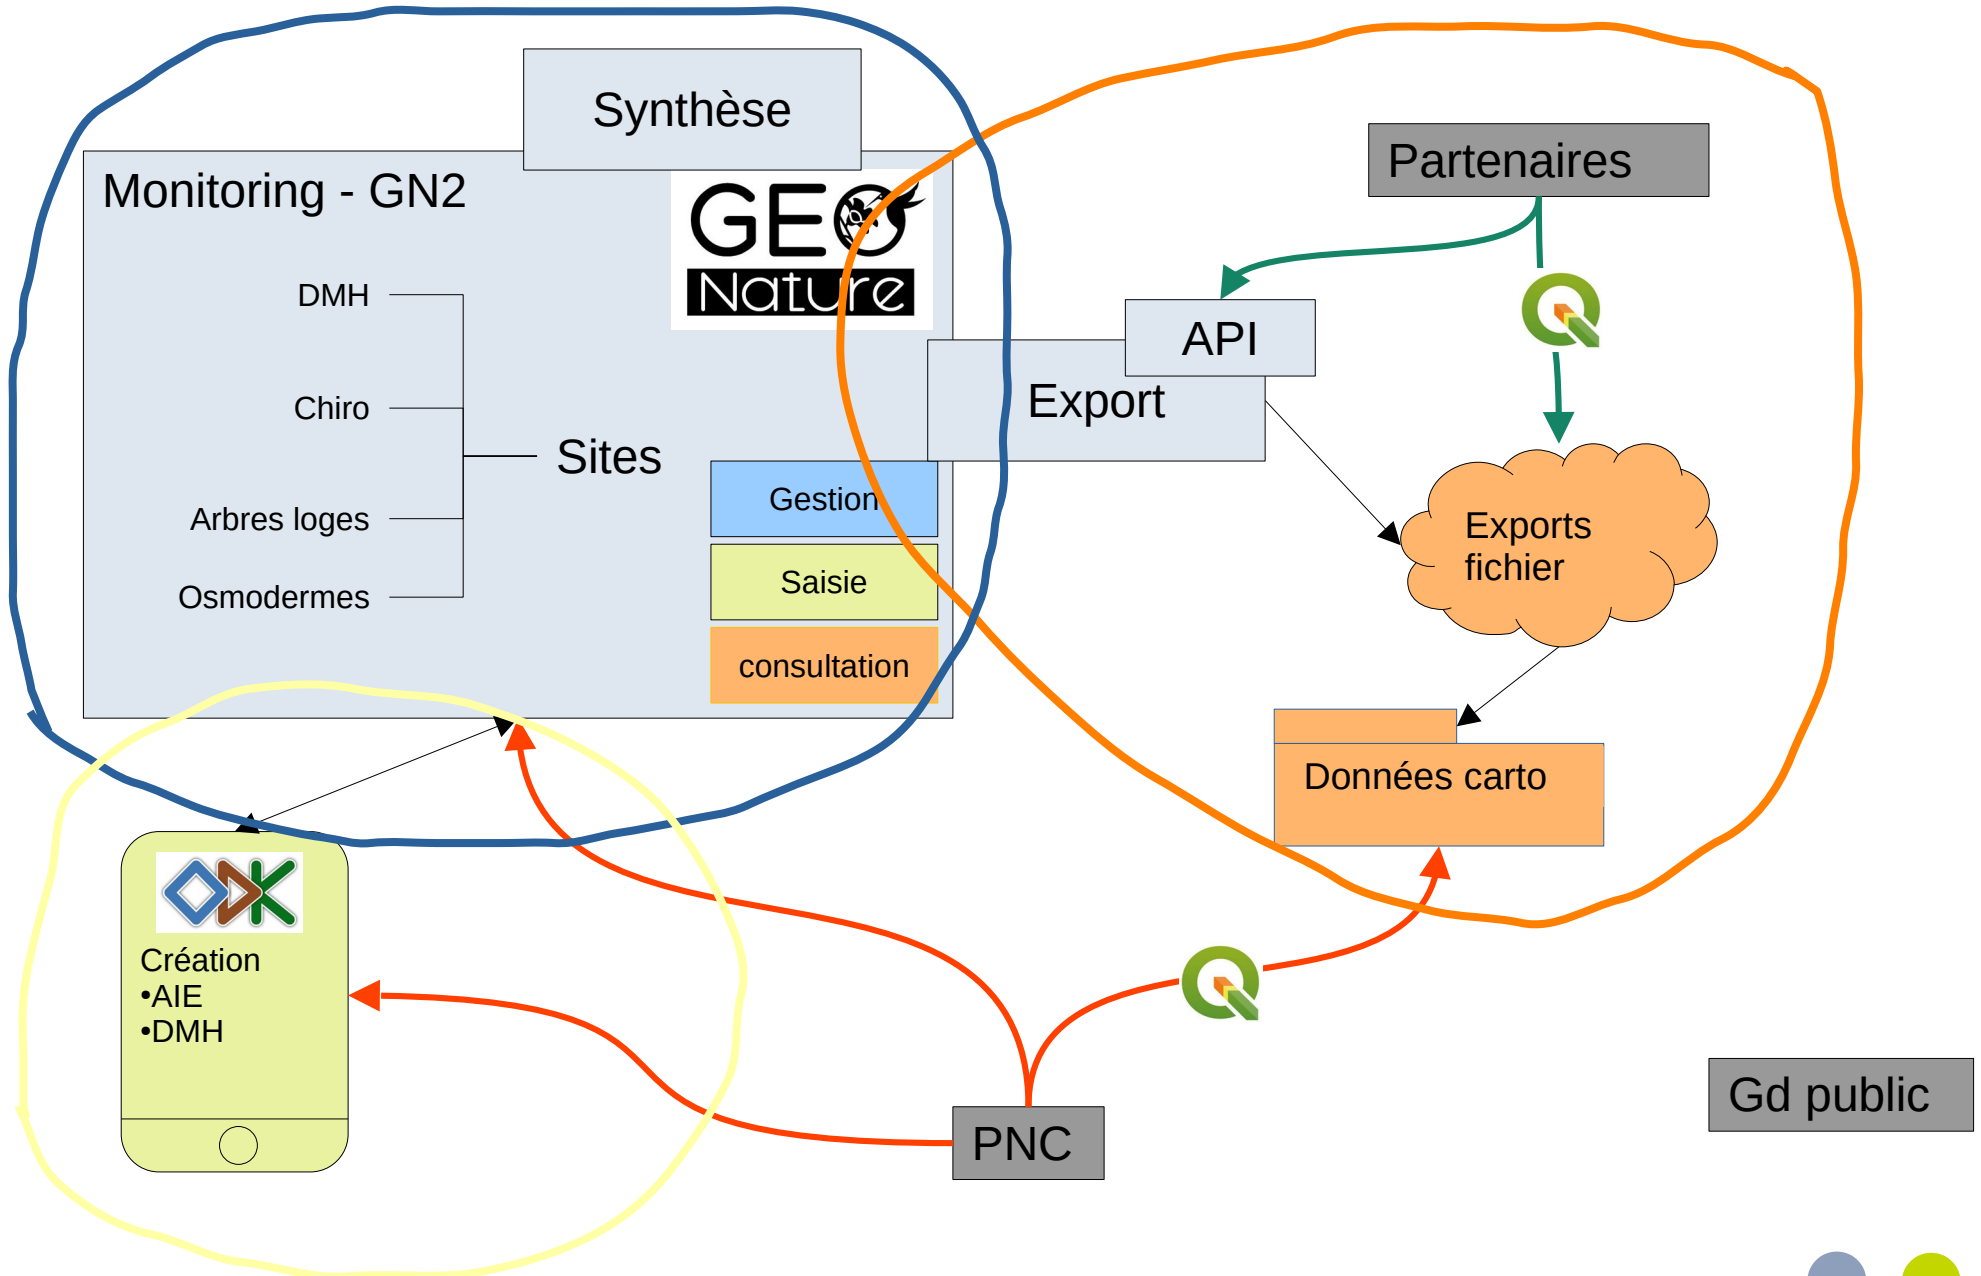 Synthèse
Monitoring - GN2
GEO
Nature
DMH
Chiro
Arbres loges
Osmodermes
Sites
Gestion
Saisie
consultation
Partenaires
API
Export
Exports
fichier
Données carto
ODK
Création
•AIE
•DMH
PNC
Gd public